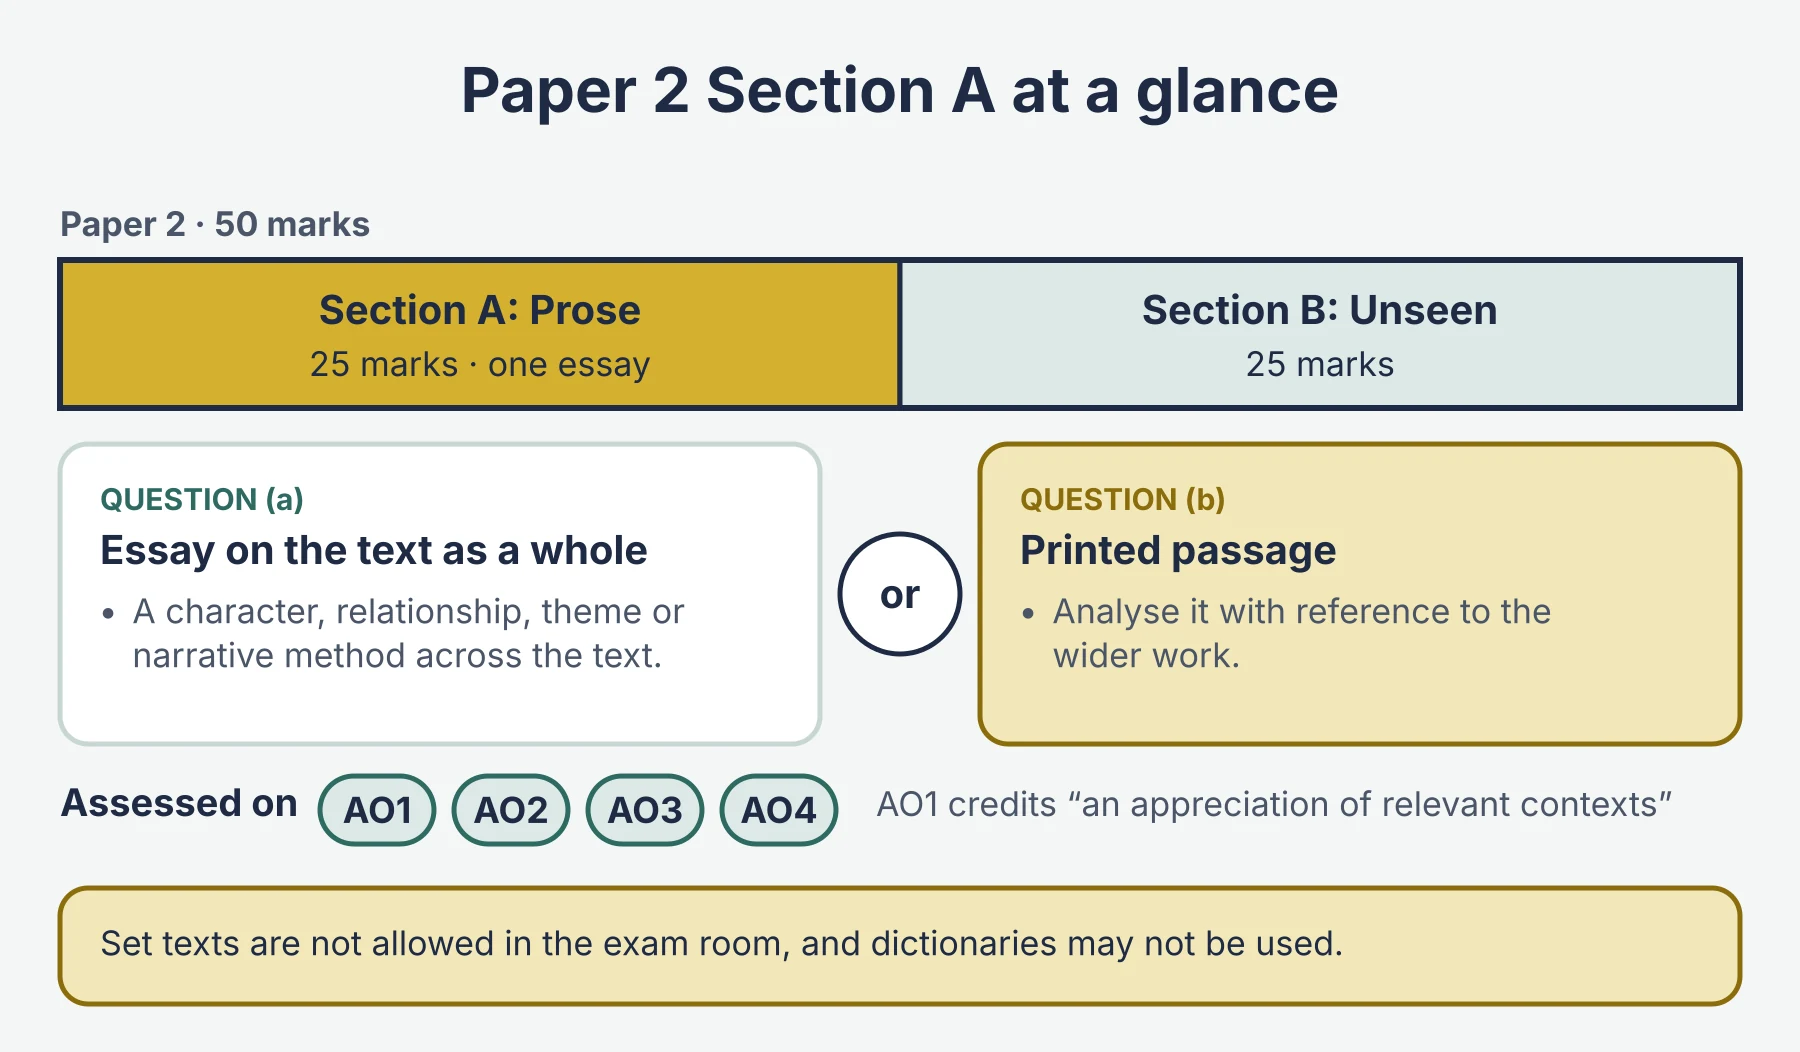 Paper 2 Section A at a glance
Paper 2 · 50 marks
Section A: Prose
25 marks · one essay
Section B: Unseen
25 marks
QUESTION (a)
Essay on the text as a whole
• A character, relationship, theme or
narrative method across the text.
or
QUESTION (b)
Printed passage
• Analyse it with reference to the
wider work.
Assessed on AO1 AO2 AO3 AO4 AO1 credits “an appreciation of relevant contexts”
Set texts are not allowed in the exam room, and dictionaries may not be used.